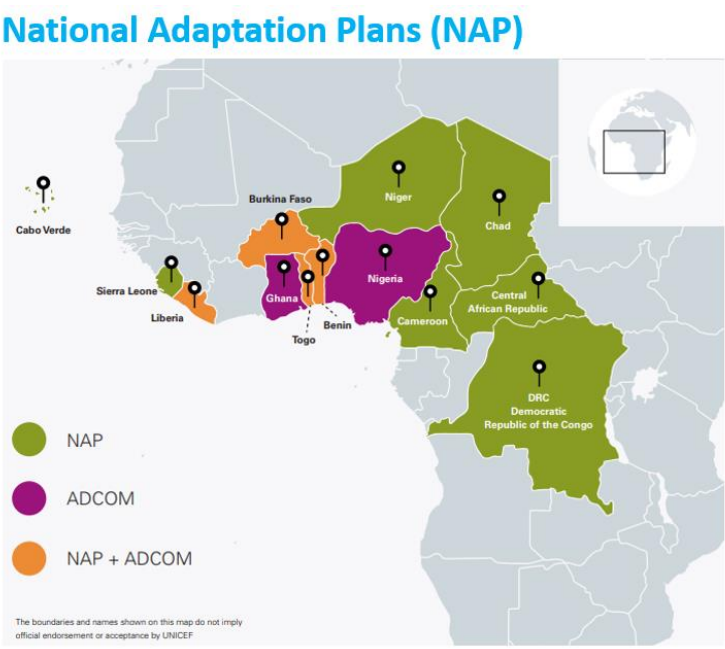 National Adaptation Plans (NAP)
Niger
Burkina Faso
Chad
Cabo Verde
Nigeria
Sierra Leone
Ghana
Central
African Republic
Liberia
Cameroon
Benin
Togo
DRC
Democratic
Republic of the Congo
NAP
ADCOM
NAP + ADCOM
The boundaries and names shown on this map do not imply
official endorsement or acceptance by UNICEF